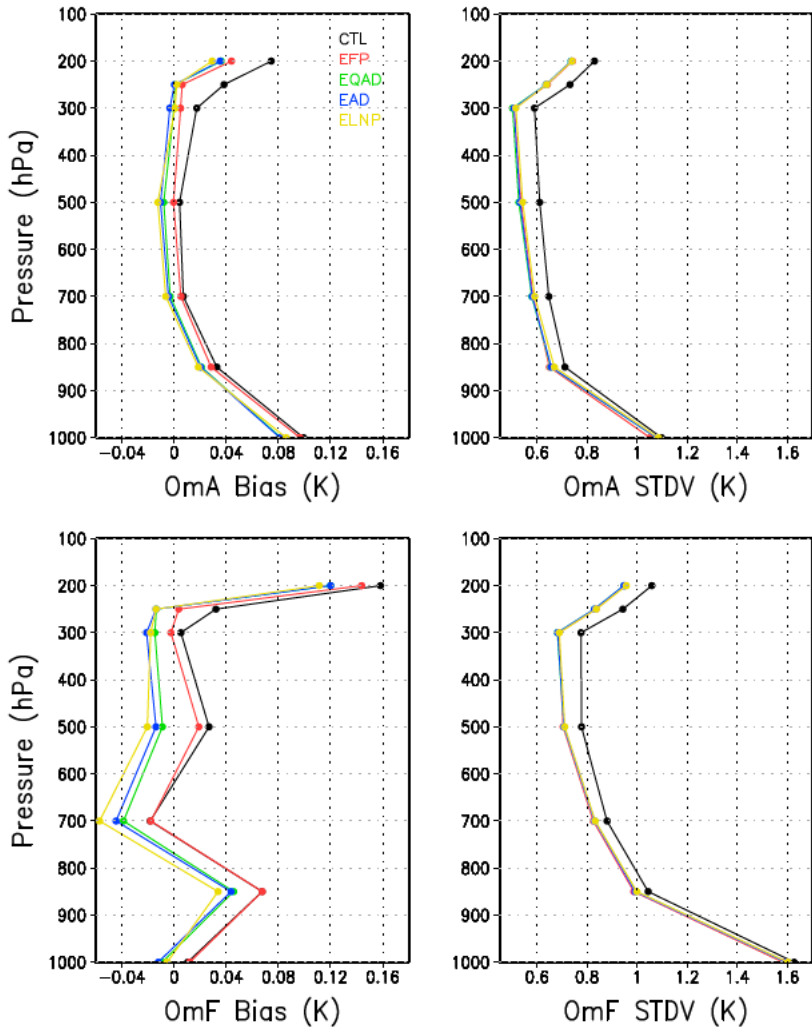 100
200
300
400
500
600
700
800
900
1000
Pressure (hPa)
CTL
EFP
EQAD
EAD
ELNP
−0.04 0 0.04 0.08 0.12 0.16
OmA Bias (K)
100
200
300
400
500
600
700
800
900
1000
0.6 0.8 1 1.2 1.4 1.6
OmA STDV (K)
100
200
300
400
500
600
700
800
900
1000
Pressure (hPa)
−0.04 0 0.04 0.08 0.12 0.16
OmF Bias (K)
100
200
300
400
500
600
700
800
900
1000
0.6 0.8 1 1.2 1.4 1.6
OmF STDV (K)